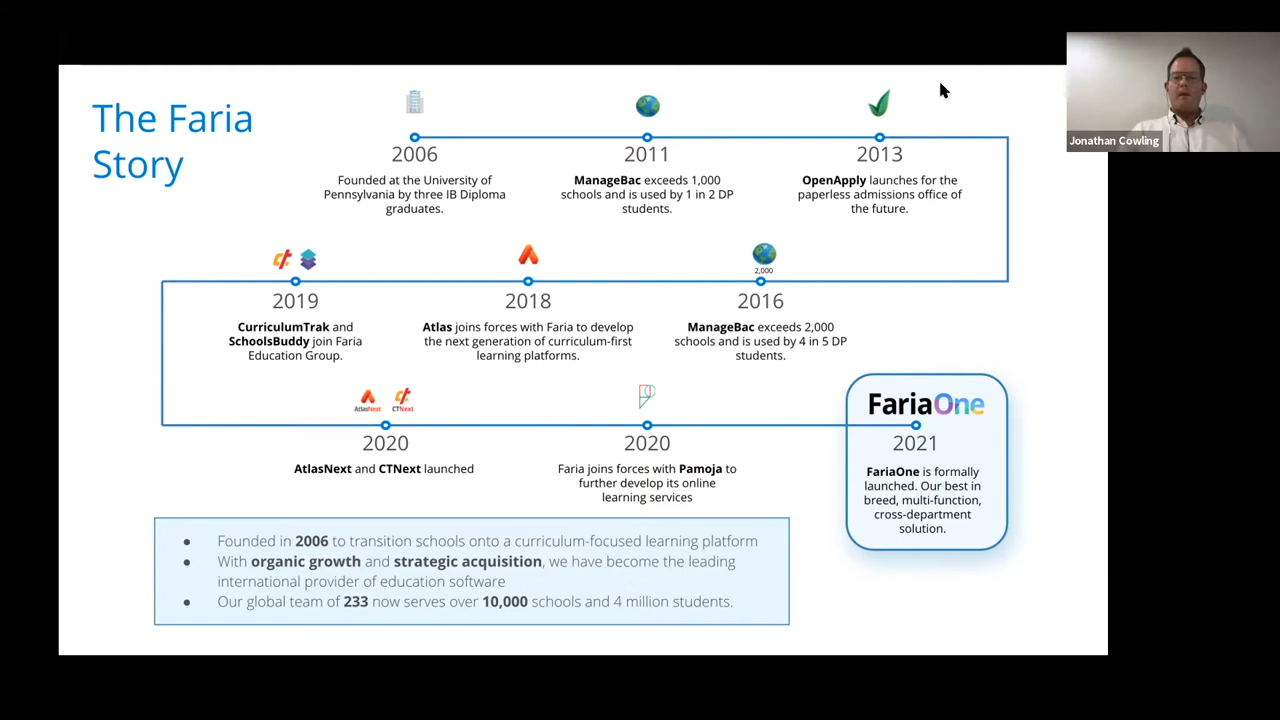 The Faria
Story
Jonathan Cowling
2006
Founded at the University of
Pennsylvania by three IB Diploma
graduates.
2011
ManageBac exceeds 1,000
schools and is used by 1 in 2 DP
students.
2013
OpenApply launches for the
paperless admissions office of
the future.
2019
CurriculumTrak and
SchoolsBuddy join Faria
Education Group.
2018
Atlas joins forces with Faria to develop
the next generation of curriculum-first
learning platforms.
2,000
2016
ManageBac exceeds 2,000
schools and is used by 4 in 5 DP
students.
AtlasNext
CTNext
2020
AtlasNext and CTNext launched
2020
Faria joins forces with Pamoja to
further develop its online
learning services
FariaOne
2021
FariaOne is formally
launched. Our best in
breed, multi-function,
cross-department
solution.
● Founded in 2006 to transition schools onto a curriculum-focused learning platform
● With organic growth and strategic acquisition, we have become the leading
international provider of education software
● Our global team of 233 now serves over 10,000 schools and 4 million students.